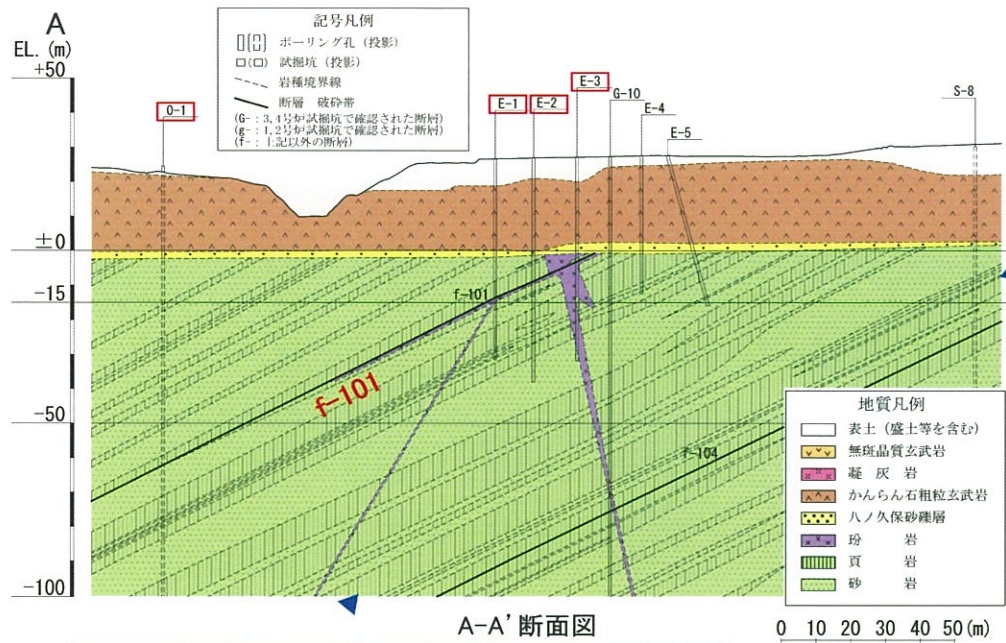 A
EL. (m)
+50
±0
-15
-50
-100
記号凡例
ボーリング孔 (投影)
試掘坑 (投影)
岩種境界線
断層 破砕帯
(G- : 3,4号炉試掘坑で確認された断層)
(g- : 1,2号炉試掘坑で確認された断層)
(f- : 上記以外の断層)
O-1
E-1
E-2
E-3
G-10
E-4
E-5
S-8
f-101
f-101
f-104
地質凡例
表土 (盛土等を含む)
無斑晶質玄武岩
凝灰岩
かんらん石粗粒玄武岩
八ノ久保砂礫層
玢岩
頁岩
砂岩
A-A'断面図
0 10 20 30 40 50(m)